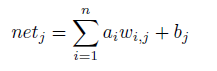 $net_j = \sum_{i=1}^{n} a_i w_{i,j} + b_j$